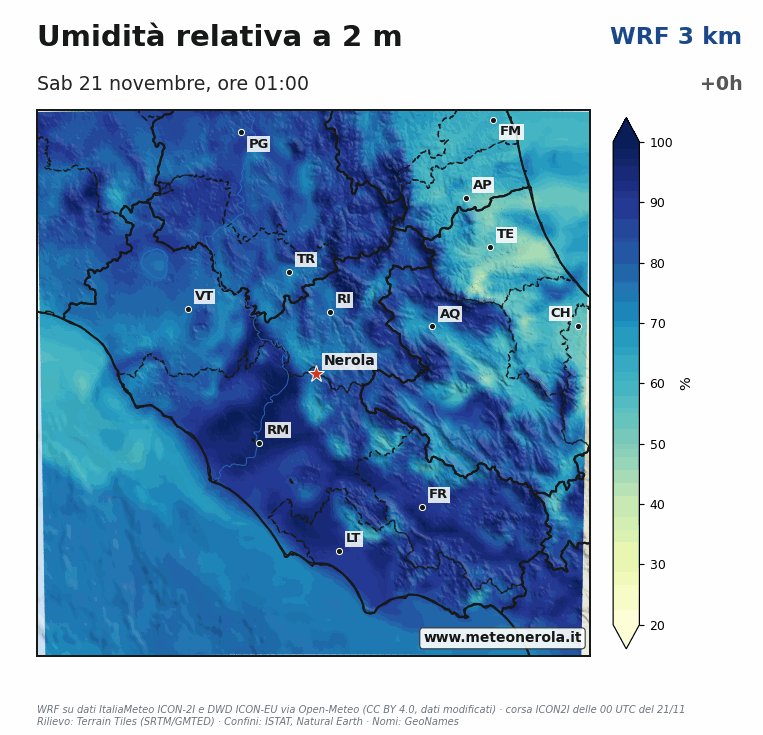 Umidità relativa a 2 m
WRF 3 km
Sab 21 novembre, ore 01:00
+0h
FM
PG
AP
TE
TR
VT
RI
AQ
CH
Nerola
RM
FR
LT
www.meteonerola.it
100
90
80
70
60
50
40
30
20
%
WRF su dati ItaliaMeteo ICON-2I e DWD ICON-EU via Open-Meteo (CC BY 4.0, dati modificati) · corsa ICON2I delle 00 UTC del 21/11
Rilievo: Terrain Tiles (SRTM/GMTED) · Confini: ISTAT, Natural Earth · Nomi: GeoNames